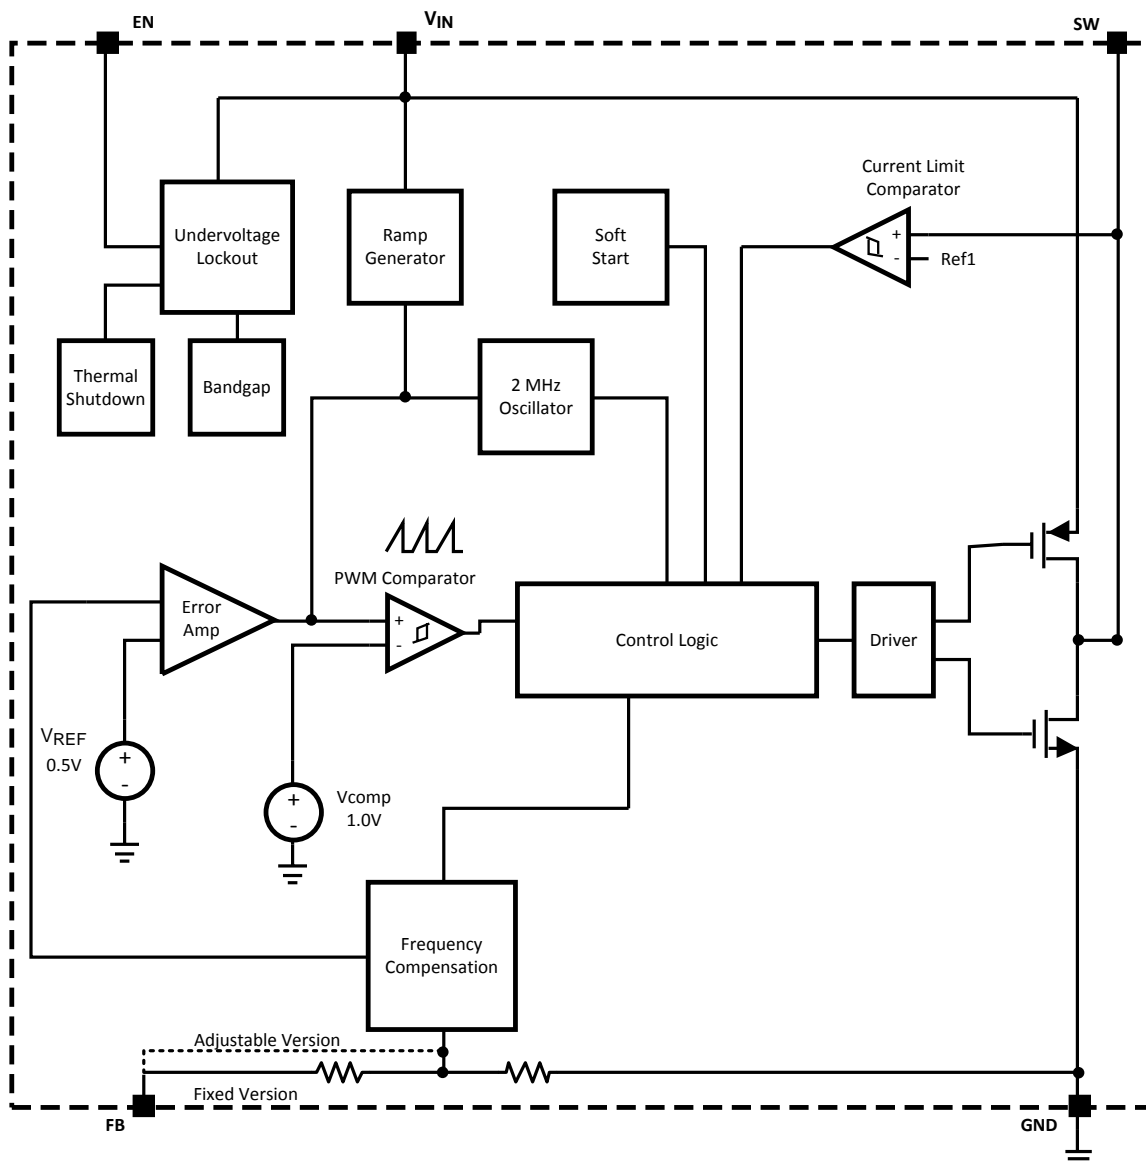 EN
VIN
SW
Current Limit
Comparator
+
-
Ref1
Undervoltage
Lockout
Ramp
Generator
Soft
Start
Thermal
Shutdown
Bandgap
2 MHz
Oscillator
PWM Comparator
+
-
Error
Amp
Control Logic
Driver
VREF
0.5V
+
-
Vcomp
1.0V
+
-
Frequency
Compensation
Adjustable Version
Fixed Version
FB
GND